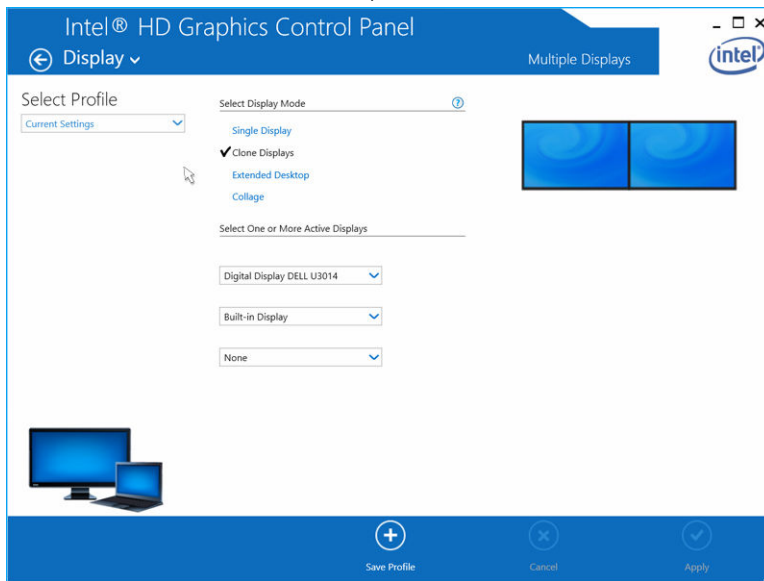 Intel® HD Graphics Control Panel
Display
Multiple Displays
intel
Select Profile
Current Settings
Select Display Mode
?
Single Display
Clone Displays
Extended Desktop
Collage
Select One or More Active Displays
Digital Display DELL U3014
Built-in Display
None
Save Profile
Cancel
Apply